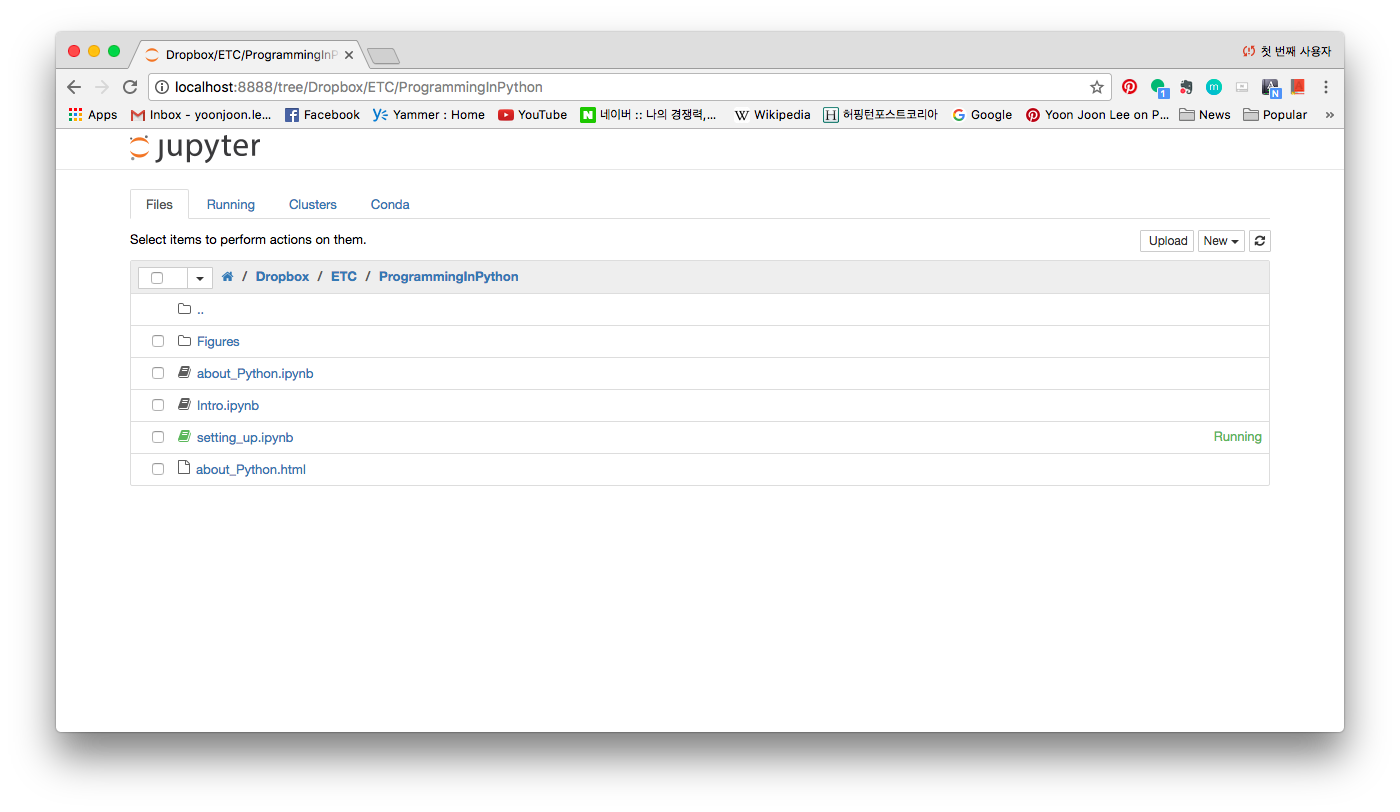 Dropbox/ETC/ProgrammingInP
첫 번째 사용자
localhost:8888/tree/Dropbox/ETC/ProgrammingInPython
1
m
A
N
Apps Inbox - yoonjoon.le... Facebook Yammer : Home YouTube N 네이버 :: 나의 경쟁력,... W Wikipedia H 허핑턴포스트코리아 G Google Yoon Joon Lee on P... News Popular »
jupyter
Files Running Clusters Conda
Select items to perform actions on them.
Upload New
/ Dropbox / ETC / ProgrammingInPython
..
Figures
about_Python.ipynb
Intro.ipynb
setting_up.ipynb Running
about_Python.html